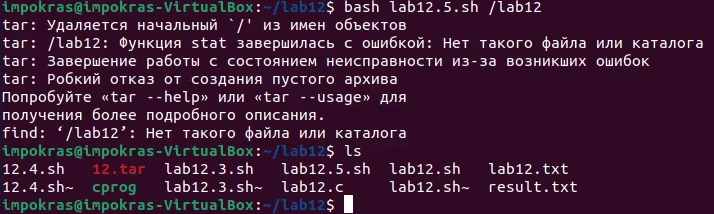 impokras@impokras-VirtualBox:~/lab12$ bash lab12.5.sh /lab12
tar: Удаляется начальный `/' из имен объектов
tar: /lab12: Функция stat завершилась с ошибкой: Нет такого файла или каталога
tar: Завершение работы с состоянием неисправности из-за возникших ошибок
tar: Робкий отказ от создания пустого архива
Попробуйте «tar --help» или «tar --usage» для
получения более подробного описания.
find: ‘/lab12’: Нет такого файла или каталога
impokras@impokras-VirtualBox:~/lab12$ ls
12.4.sh 12.tar lab12.3.sh lab12.5.sh lab12.sh lab12.txt
12.4.sh~ cprog lab12.3.sh~ lab12.c lab12.sh~ result.txt
impokras@impokras-VirtualBox:~/lab12$